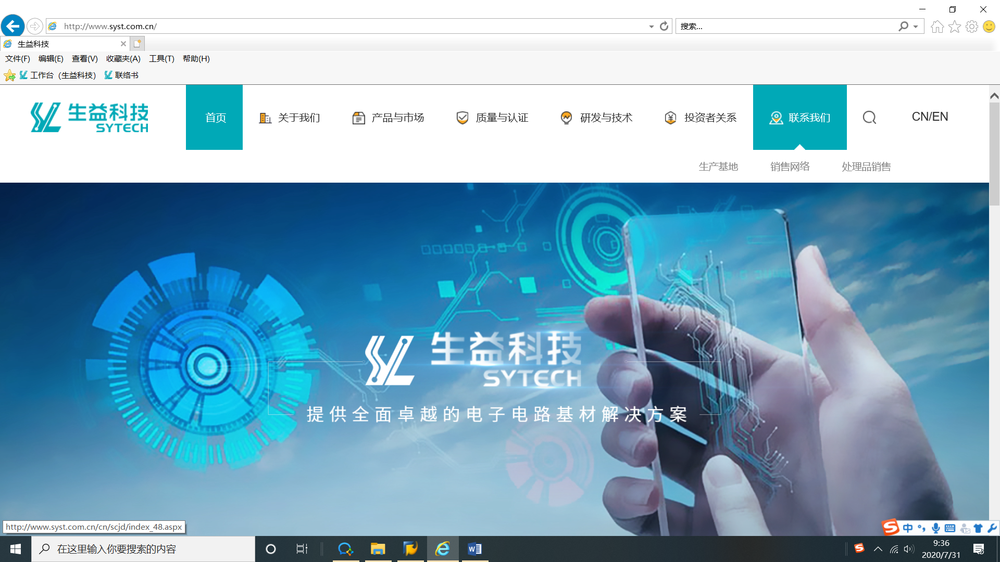 http://www.syst.com.cn/
搜索...
生益科技
文件(F) 编辑(E) 查看(V) 收藏夹(A) 工具(T) 帮助(H)
工作台（生益科技） 联络书
生益科技
SYTECH
首页 关于我们 产品与市场 质量与认证 研发与技术 投资者关系 联系我们 CN/EN
生产基地 销售网络 处理品销售
生益科技
SYTECH
提供全面卓越的电子电路基材解决方案
http://www.syst.com.cn/cn/scjd/index_48.aspx
中
在这里输入你要搜索的内容
9:36
2020/7/31